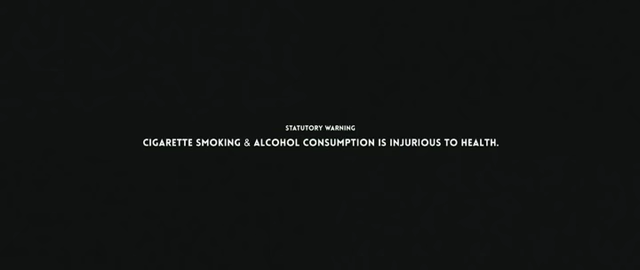 STATUTORY WARNING
CIGARETTE SMOKING & ALCOHOL CONSUMPTION IS INJURIOUS TO HEALTH.